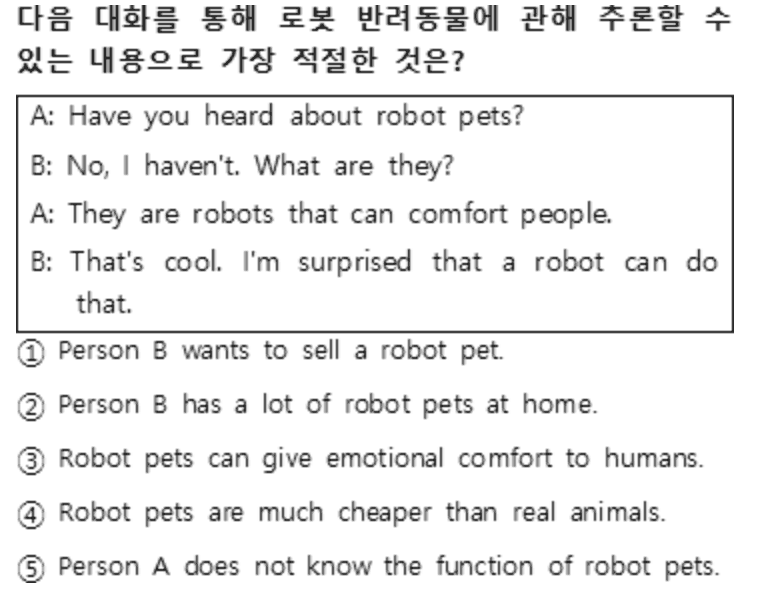 다음 대화를 통해 로봇 반려동물에 관해 추론할 수
있는 내용으로 가장 적절한 것은?
A: Have you heard about robot pets?
B: No, I haven't. What are they?
A: They are robots that can comfort people.
B: That's cool. I'm surprised that a robot can do
that.
① Person B wants to sell a robot pet.
② Person B has a lot of robot pets at home.
③ Robot pets can give emotional comfort to humans.
④ Robot pets are much cheaper than real animals.
⑤ Person A does not know the function of robot pets.